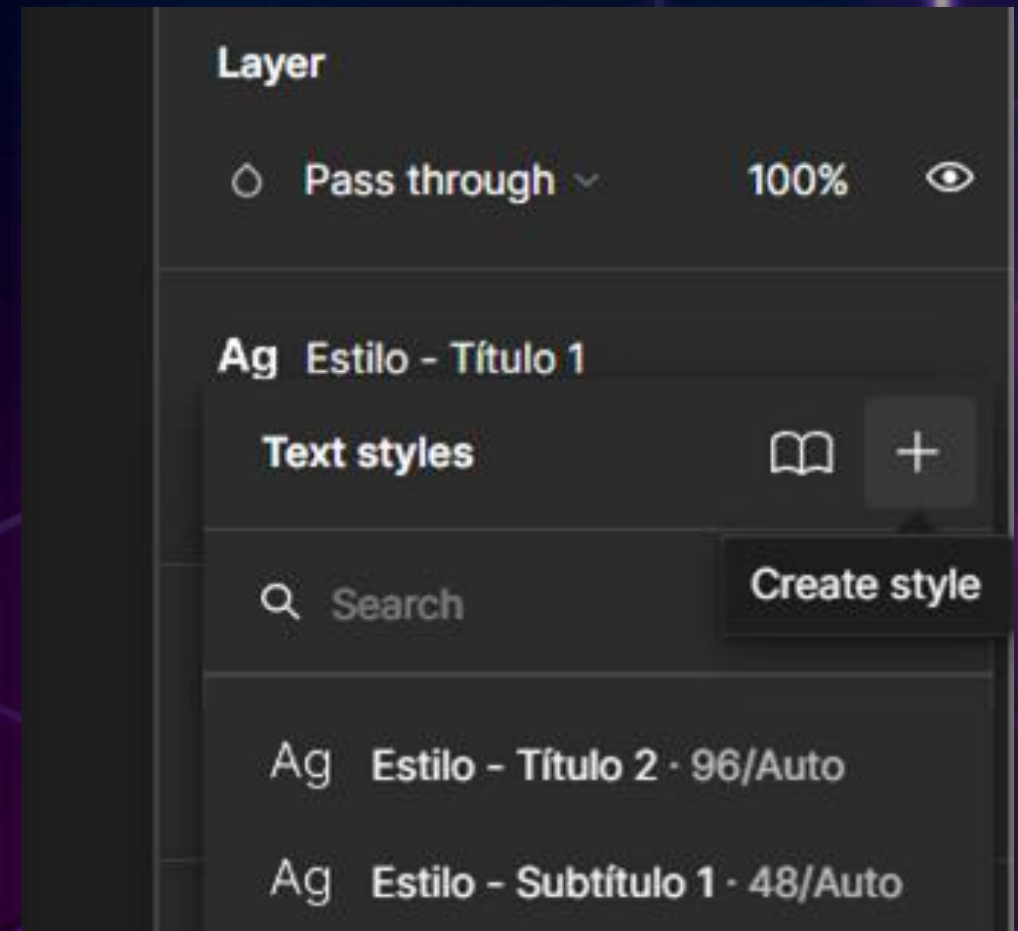 Layer
Pass through 100%
Ag Estilo - Título 1
Text styles
Create style
Search
Ag Estilo - Título 2 · 96/Auto
Ag Estilo - Subtítulo 1 · 48/Auto